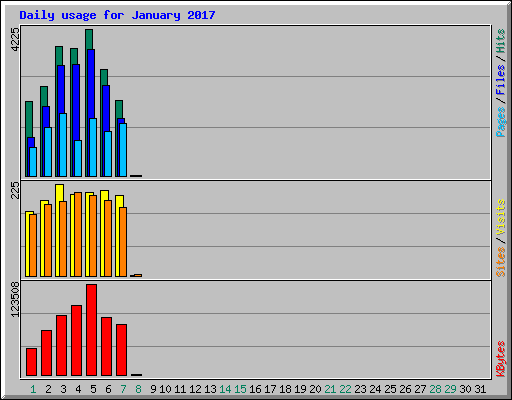 Daily usage for January 2017
4225
Pages/Files/Hits
225
Sites/Visits
123508
KBytes
1 2 3 4 5 6 7 8 9 10 11 12 13 14 15 16 17 18 19 20 21 22 23 24 25 26 27 28 29 30 31